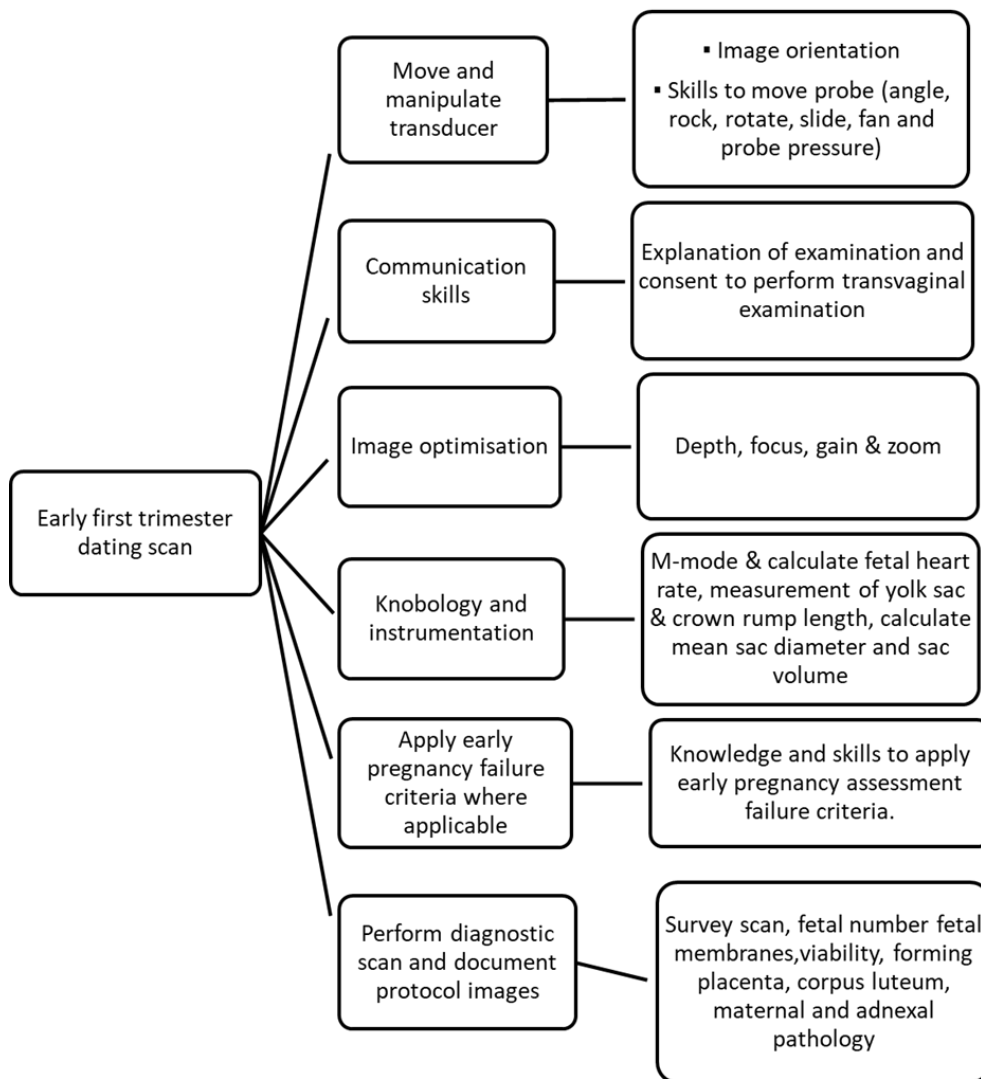 Early first trimester
dating scan
Move and
manipulate
transducer
▪ Image orientation
▪ Skills to move probe (angle,
rock, rotate, slide, fan and
probe pressure)
Communication
skills
Explanation of examination and
consent to perform transvaginal
examination
Image optimisation
Depth, focus, gain & zoom
Knobology and
instrumentation
M-mode & calculate fetal heart
rate, measurement of yolk sac
& crown rump length, calculate
mean sac diameter and sac
volume
Apply early
pregnancy failure
criteria where
applicable
Knowledge and skills to apply
early pregnancy assessment
failure criteria.
Perform diagnostic
scan and document
protocol images
Survey scan, fetal number fetal
membranes,viability, forming
placenta, corpus luteum,
maternal and adnexal
pathology